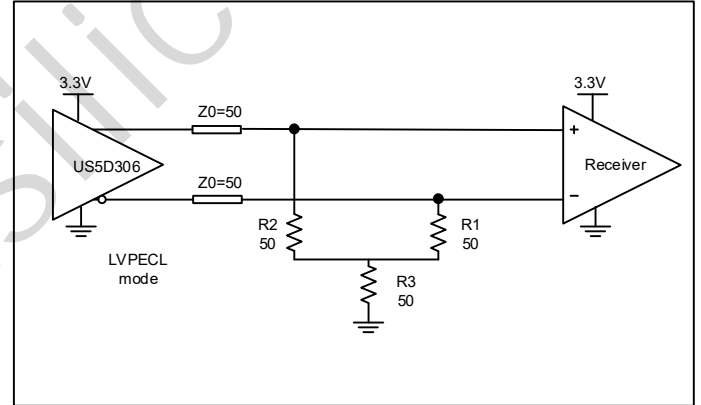 3.3V
3.3V
Z0=50
US5D306
+
Receiver
Z0=50
−
R2
50
R1
50
LVPECL
mode
R3
50